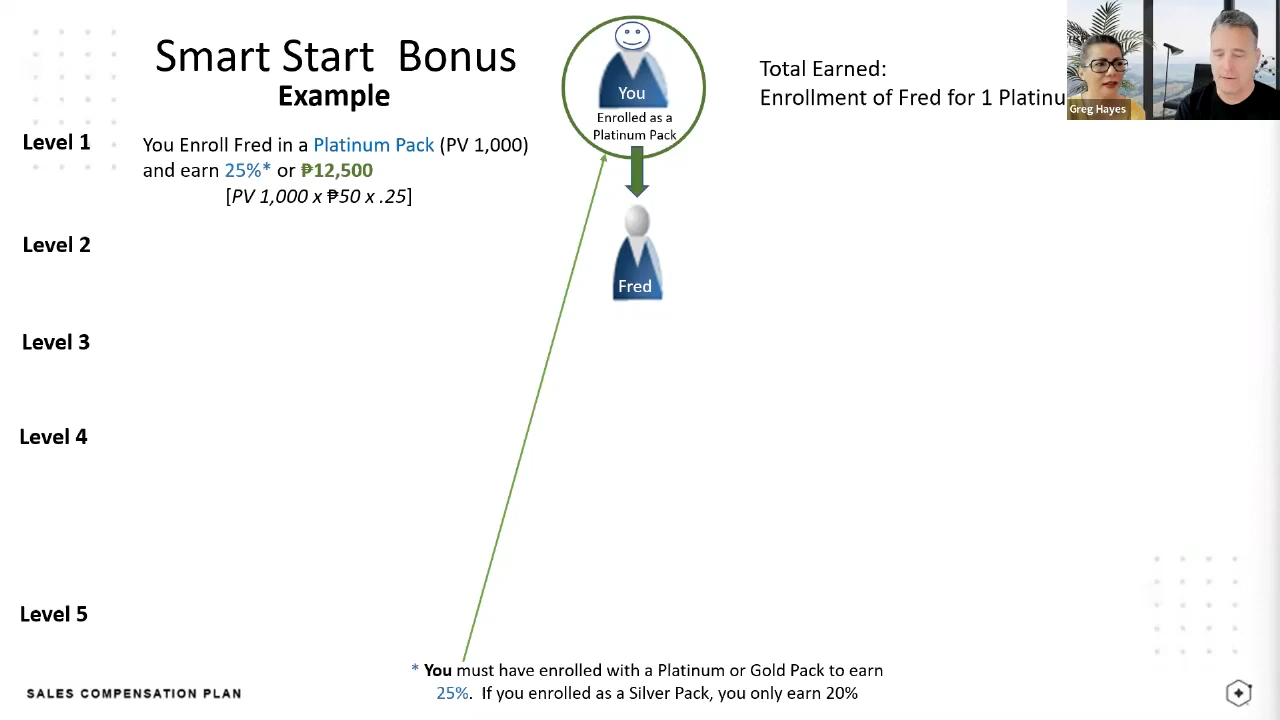 Smart Start Bonus
Example
You
Enrolled as a
Platinum Pack
Total Earned:
Enrollment of Fred for 1 Platinu
Greg Hayes
Level 1
You Enroll Fred in a Platinum Pack (PV 1,000)
and earn 25%* or ₱12,500
[PV 1,000 x ₱50 x .25]
Level 2
Fred
Level 3
Level 4
Level 5
* You must have enrolled with a Platinum or Gold Pack to earn
25%. If you enrolled as a Silver Pack, you only earn 20%
SALES COMPENSATION PLAN